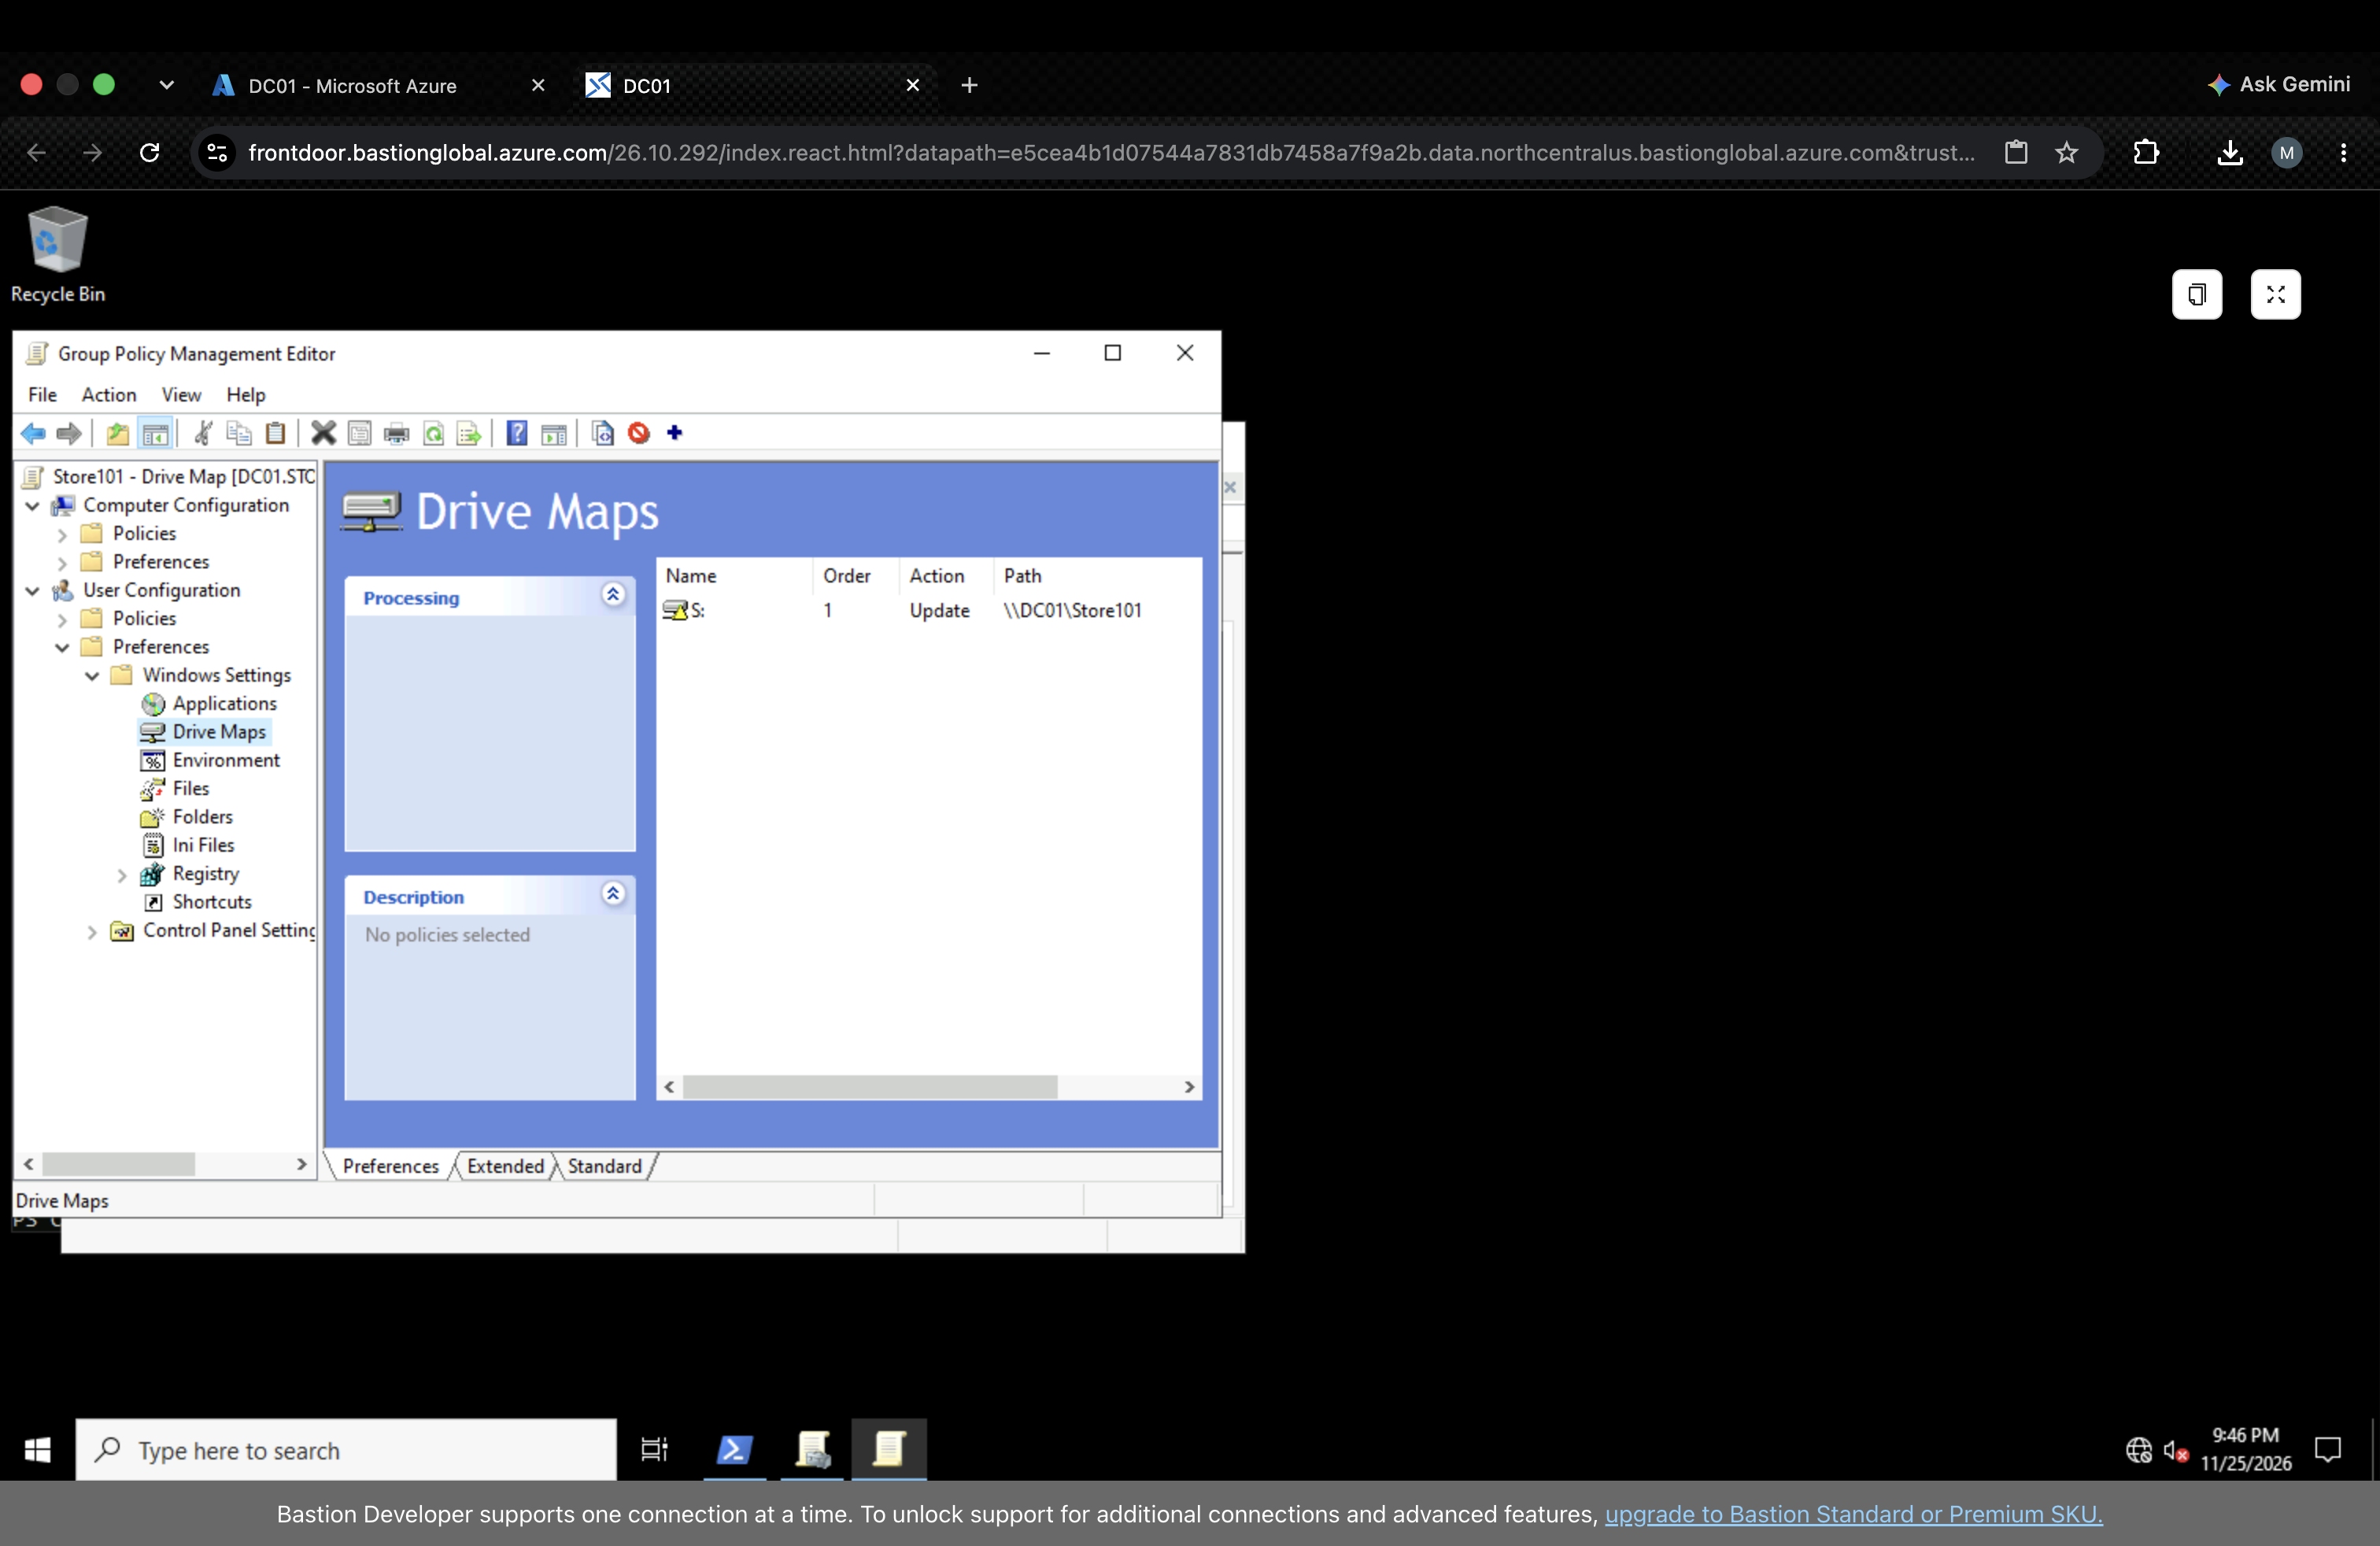 DC01 - Microsoft Azure
DC01
Ask Gemini
frontdoor.bastionglobal.azure.com/26.10.292/index.react.html?datapath=e5cea4b1d07544a7831db7458a7f9a2b.data.northcentralus.bastionglobal.azure.com&trust...
M
Recycle Bin
Group Policy Management Editor
File Action View Help
Store101 - Drive Map [DC01.STC
Computer Configuration
Policies
Preferences
User Configuration
Policies
Preferences
Windows Settings
Applications
Drive Maps
Environment
Files
Folders
Ini Files
Registry
Shortcuts
Control Panel Setting
Drive Maps
Processing
Description
No policies selected
Name Order Action Path
S: 1 Update \\DC01\Store101
Preferences Extended Standard
Drive Maps
PS C
Type here to search
9:46 PM
11/25/2026
Bastion Developer supports one connection at a time. To unlock support for additional connections and advanced features, upgrade to Bastion Standard or Premium SKU.